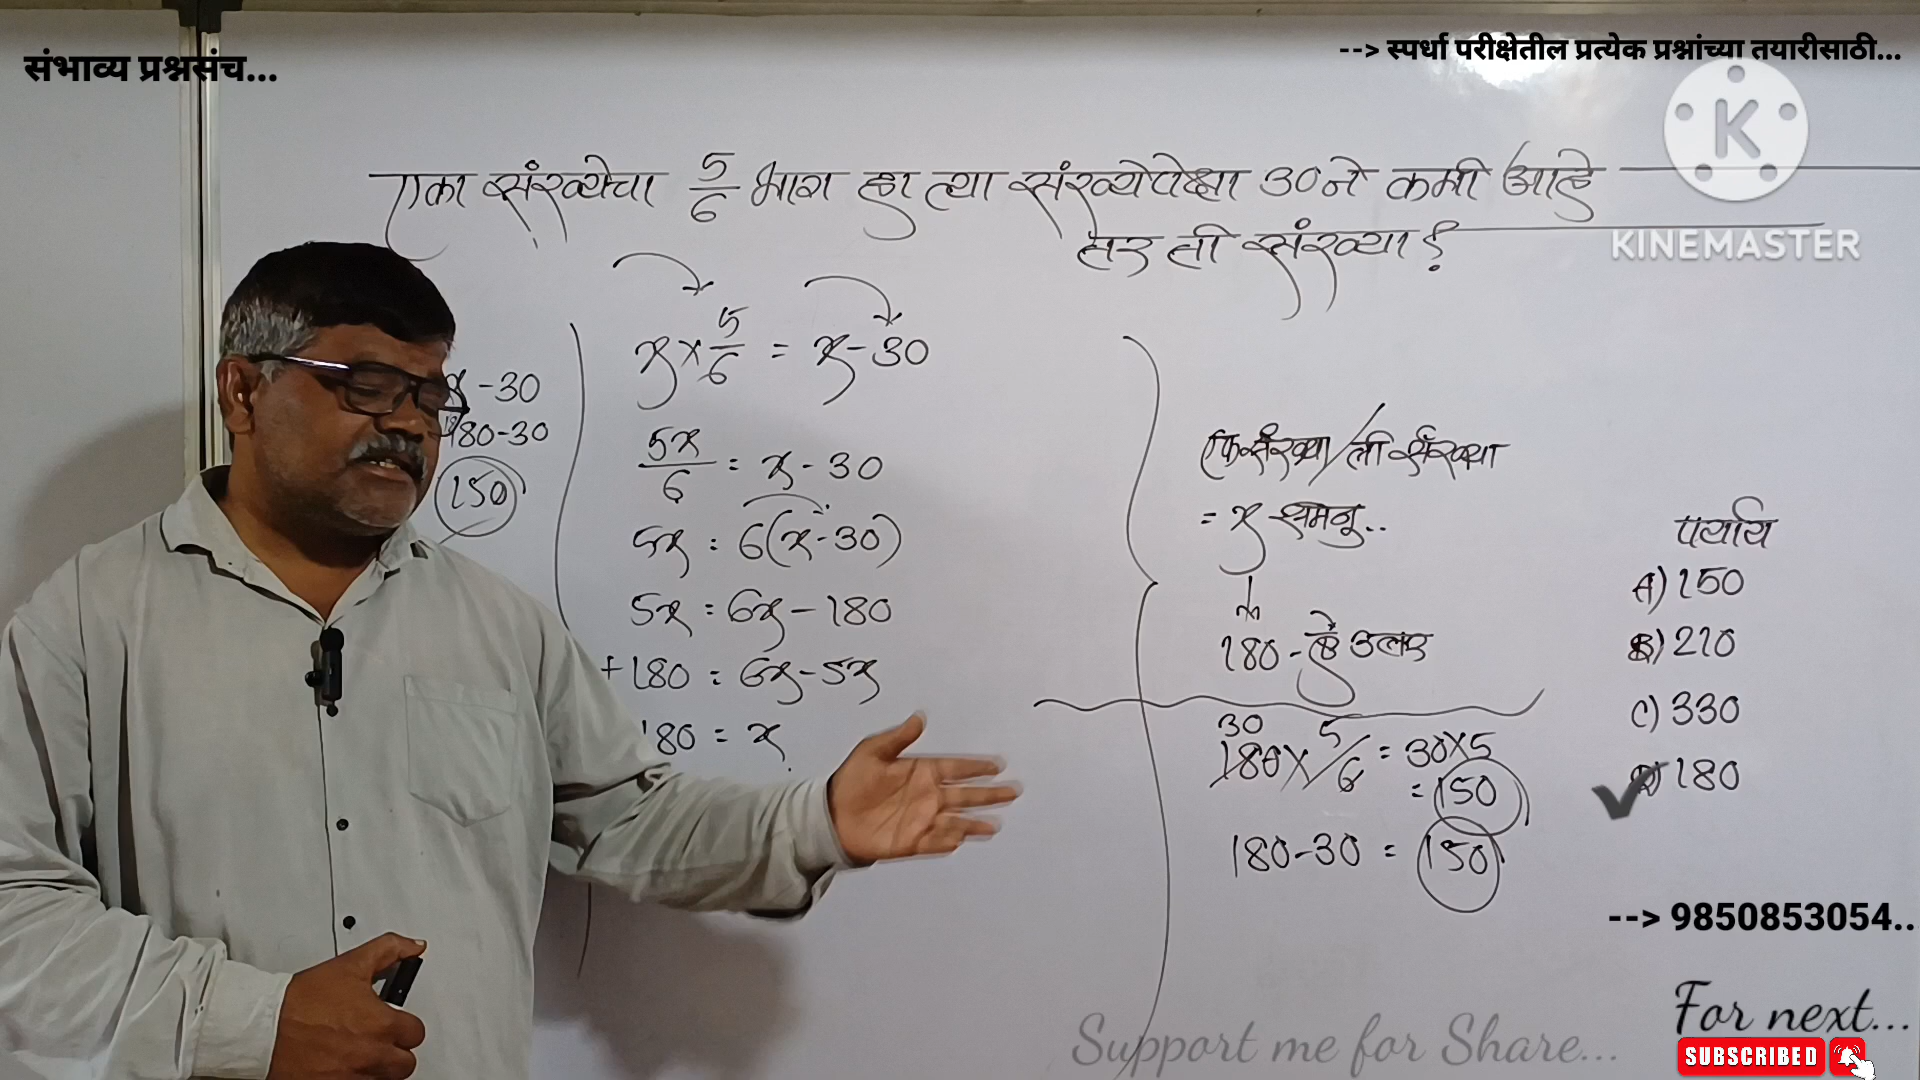 संभाव्य प्रश्नसंच...
--> स्पर्धा परीक्षेतील प्रत्येक प्रश्नांच्या तयारीसाठी...
K
KINEMASTER
एका संख्येचा 5/6 भाग हा त्या संख्येपेक्षा 30 ने कमी आहे
तर ती संख्या?
x - 30
180-30
150
x × 5/6 = x - 30
5x/6 = x - 30
5x = 6(x - 30)
5x = 6x - 180
+180 = 6x - 5x
180 = x
एक संख्या/ती संख्या
= x समजू..
180 - हे उत्तर
30
180 × 5/6 = 30×5
= 150
180-30 = 150
पर्याय
A) 150
B) 210
C) 330
D) 180
--> 9850853054..
Support me for Share...
For next...
SUBSCRIBED